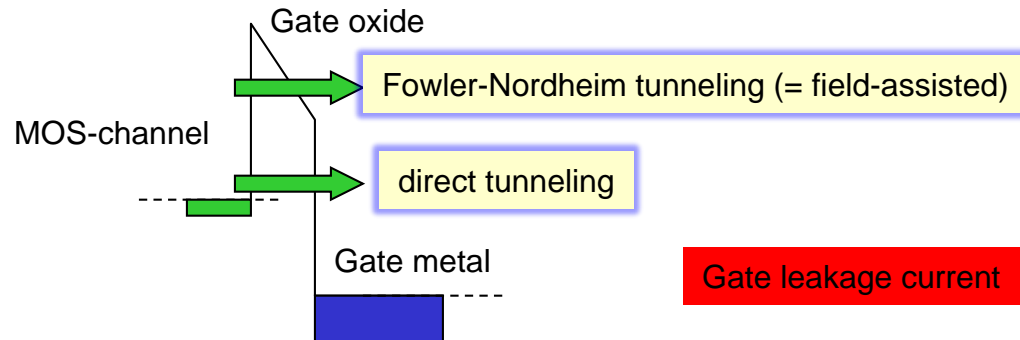 Gate oxide
Fowler-Nordheim tunneling (= field-assisted)
MOS-channel
direct tunneling
Gate metal
Gate leakage current